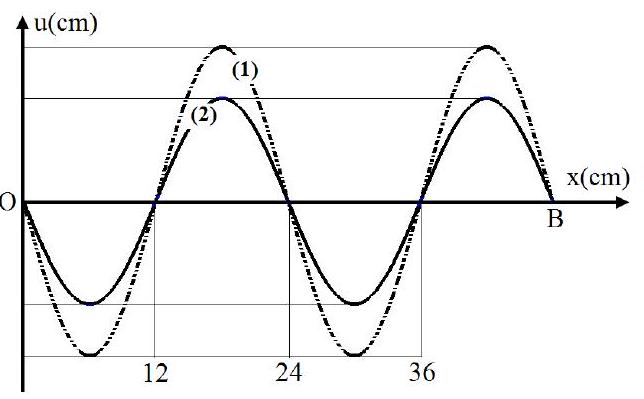 u(cm)
(1)
(2)
x(cm)
O
B
12 24 36